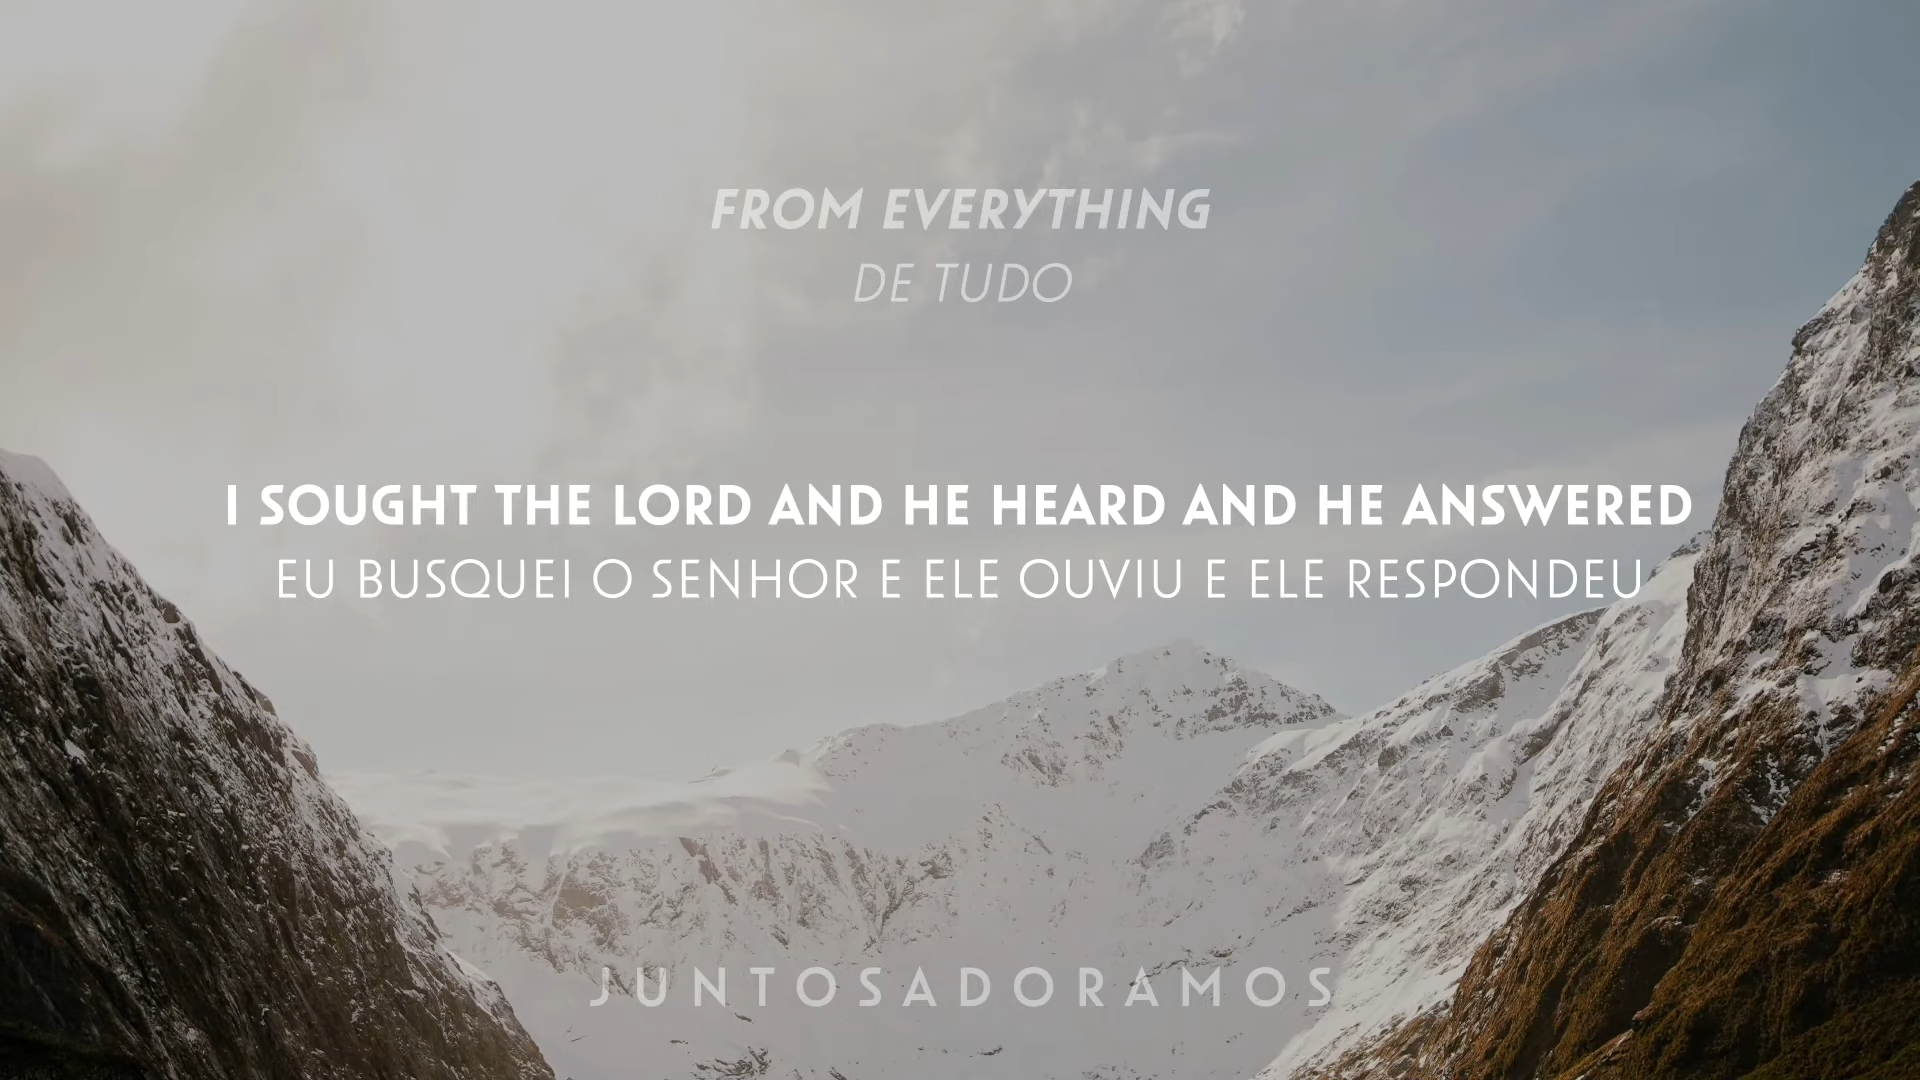 FROM EVERYTHING
DE TUDO
I SOUGHT THE LORD AND HE HEARD AND HE ANSWERED
EU BUSQUEI O SENHOR E ELE OUVIU E ELE RESPONDEU
JUNTOSADORAMOS